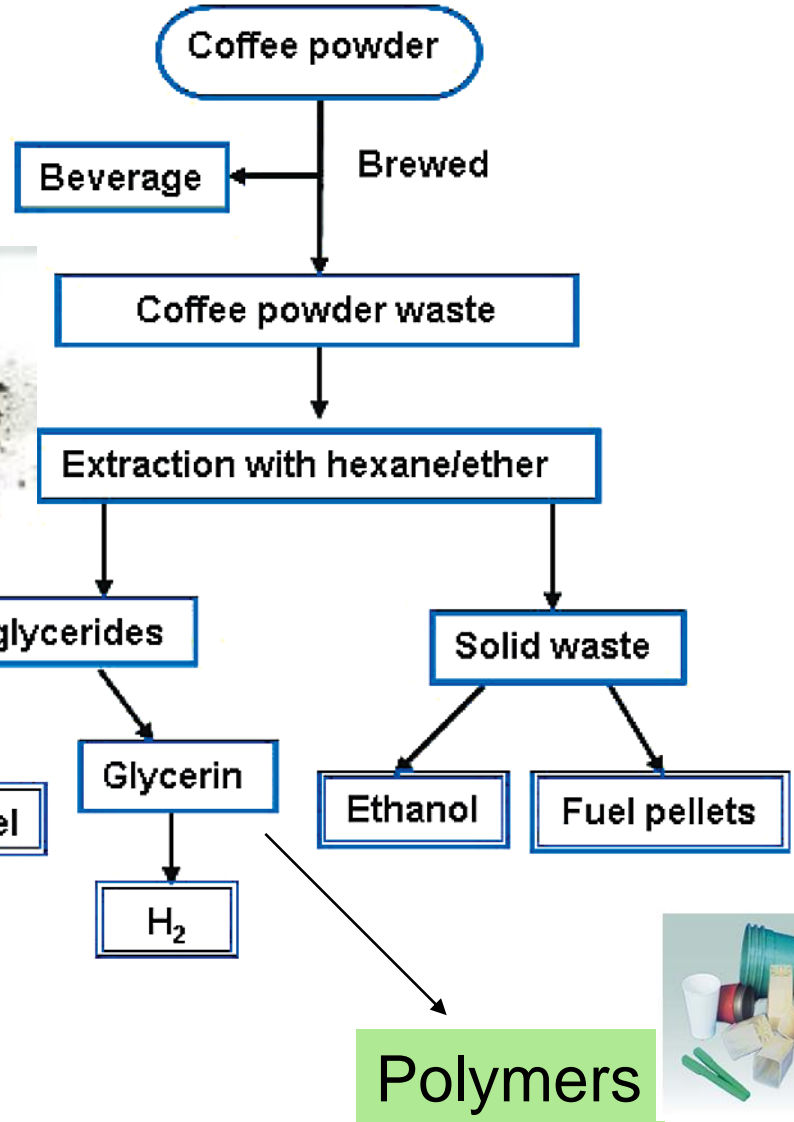 Coffee powder
Brewed
Beverage
Coffee powder waste
Extraction with hexane/ether
glycerides
Solid waste
Glycerin
Ethanol
Fuel pellets
el
H₂
Polymers